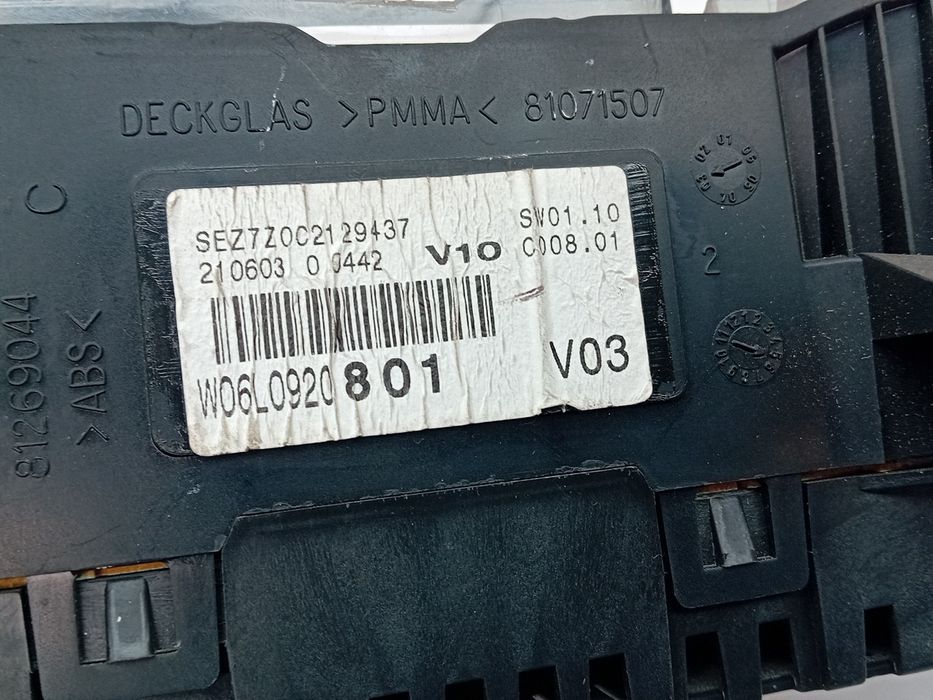 DECKGLAS >PMMA< 81071507
SEZ7Z0C2129437
210603 0 0442
V10
SW01.10
C008.01
W06L0920801
V03
C
2
81269044
>ABS<